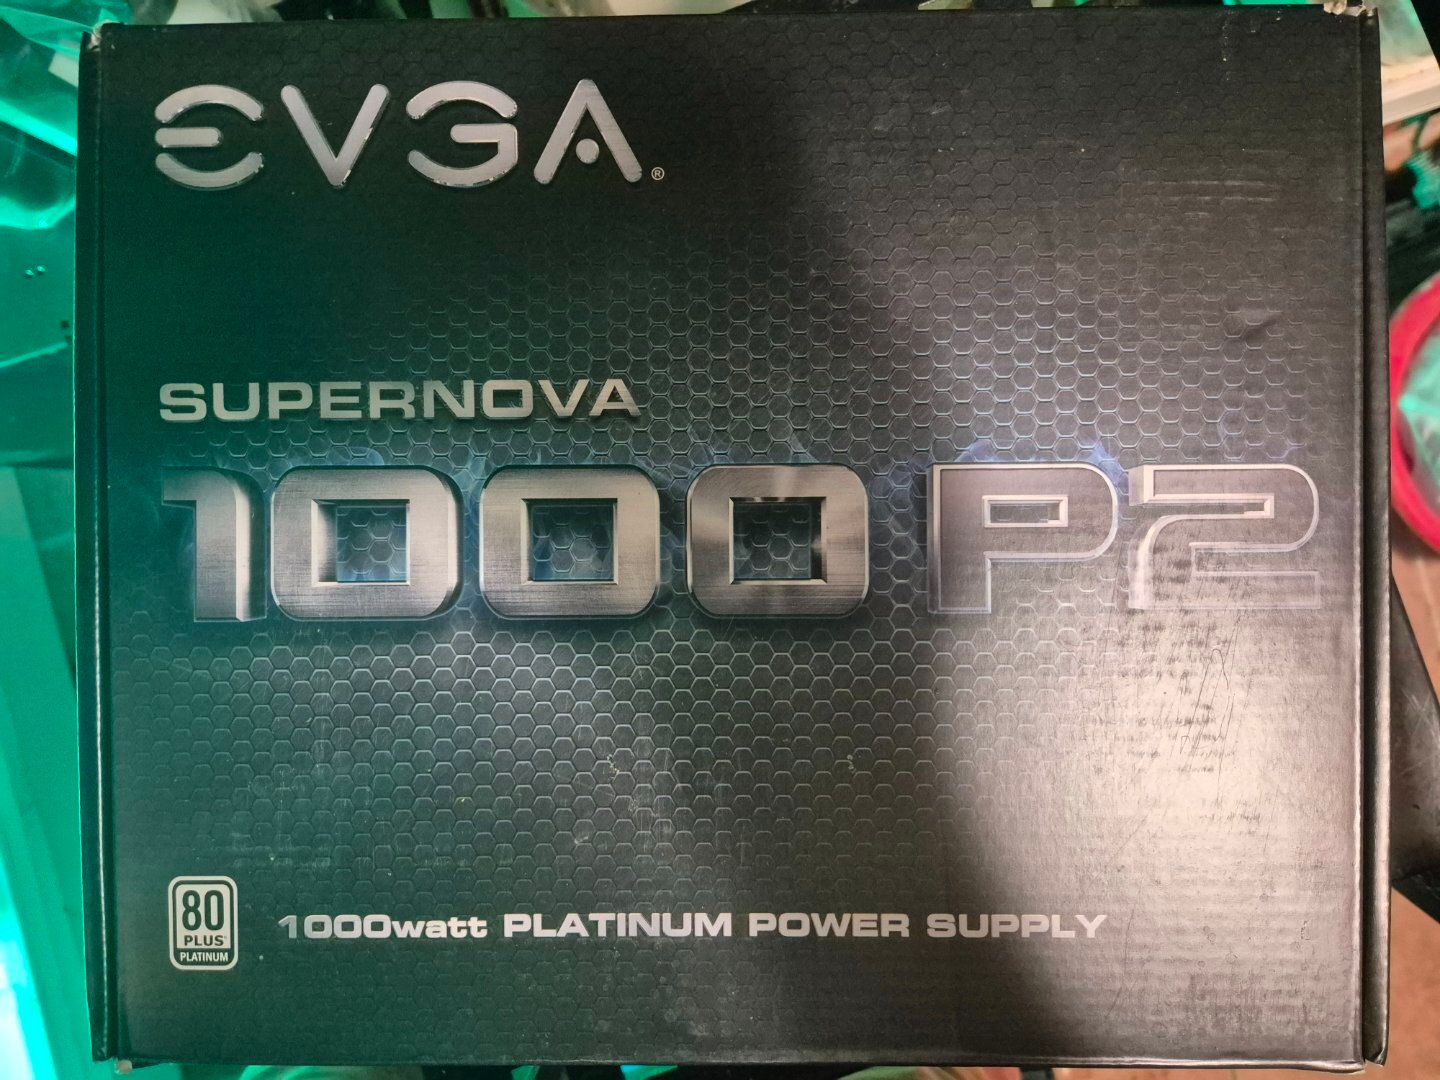 EVGA®
SUPERNOVA
1000 P2
80
PLUS
PLATINUM
1000watt PLATINUM POWER SUPPLY